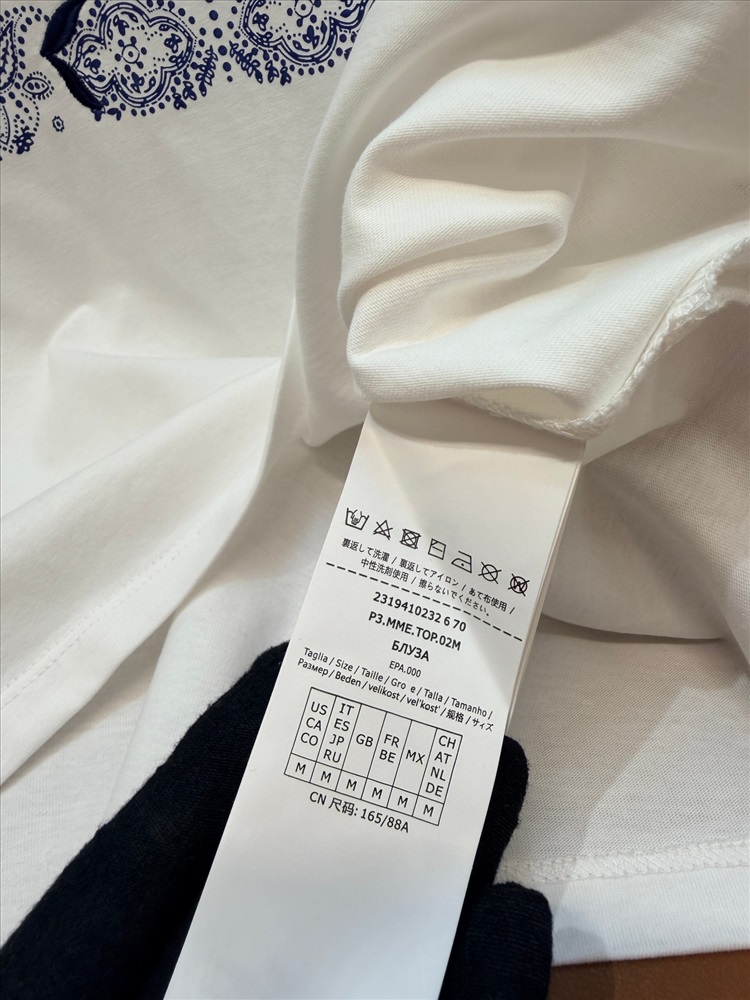 裏返して洗濯 / 裏返してアイロン / あて布使用 /
中性洗剤使用 / 擦らないでください。
2319410232 6 70
P3.MME.TOP.02M
БЛУЗА
EPA.000
Taglia / Size / Taille / Gro e / Talla / Tamanho /
Размер / Beden / velikost / vel'kost' / 规格 / サイズ
US CA CO IT ES JP RU GB FR BE MX CH AT NL DE
M M M M M M
CN 尺码: 165/88A